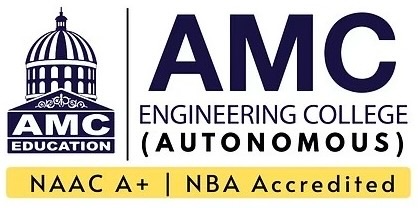 AMC
EDUCATION
AMC
ENGINEERING COLLEGE
(AUTONOMOUS)
NAAC A+ | NBA Accredited